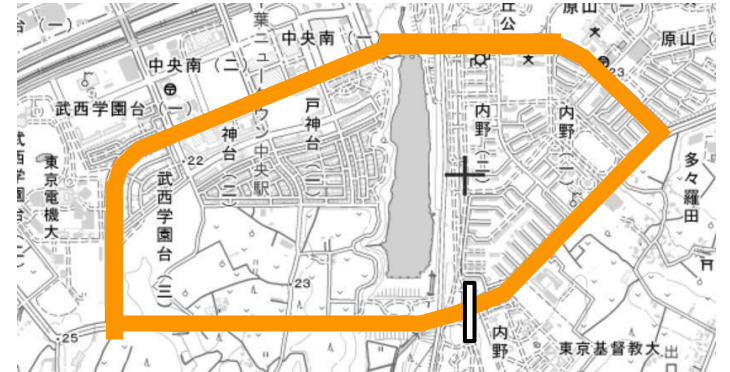 原山(一)
中央南(一)
原山
23
中央南(二)
葉ニュータウン中央駅
武西学園台(一)
戸神台(一)
神台(二)
内野(二)
内野(一)
22
武西学園台(三)
東京電機大
多々羅田
23
25
内野
東京基督教大
出口